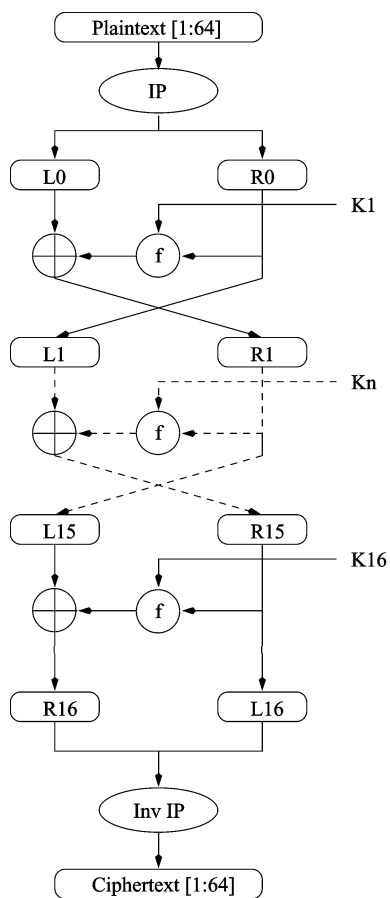 Plaintext [1:64]
IP
L0
R0
K1
f
L1
R1
Kn
f
L15
R15
K16
f
R16
L16
Inv IP
Ciphertext [1:64]